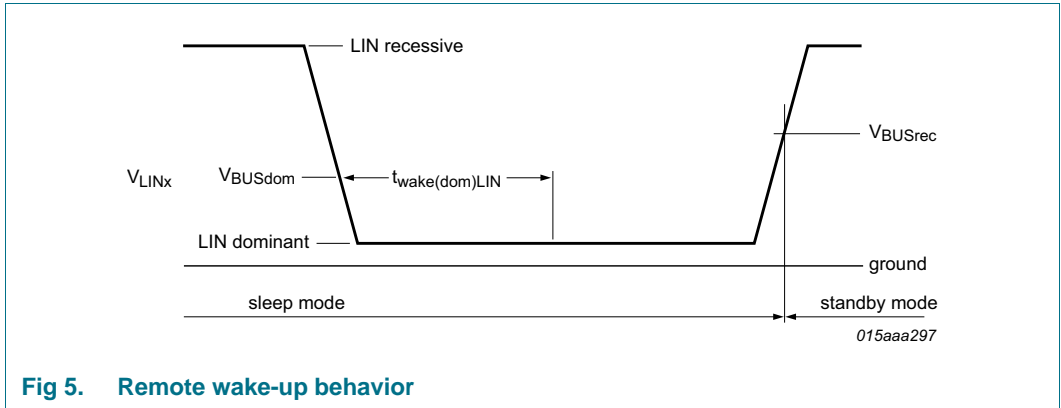 LIN recessive
V_BUSrec
V_LINx
V_BUSdom
t_wake(dom)LIN
LIN dominant
ground
sleep mode
standby mode
015aaa297
Fig 5. Remote wake-up behavior